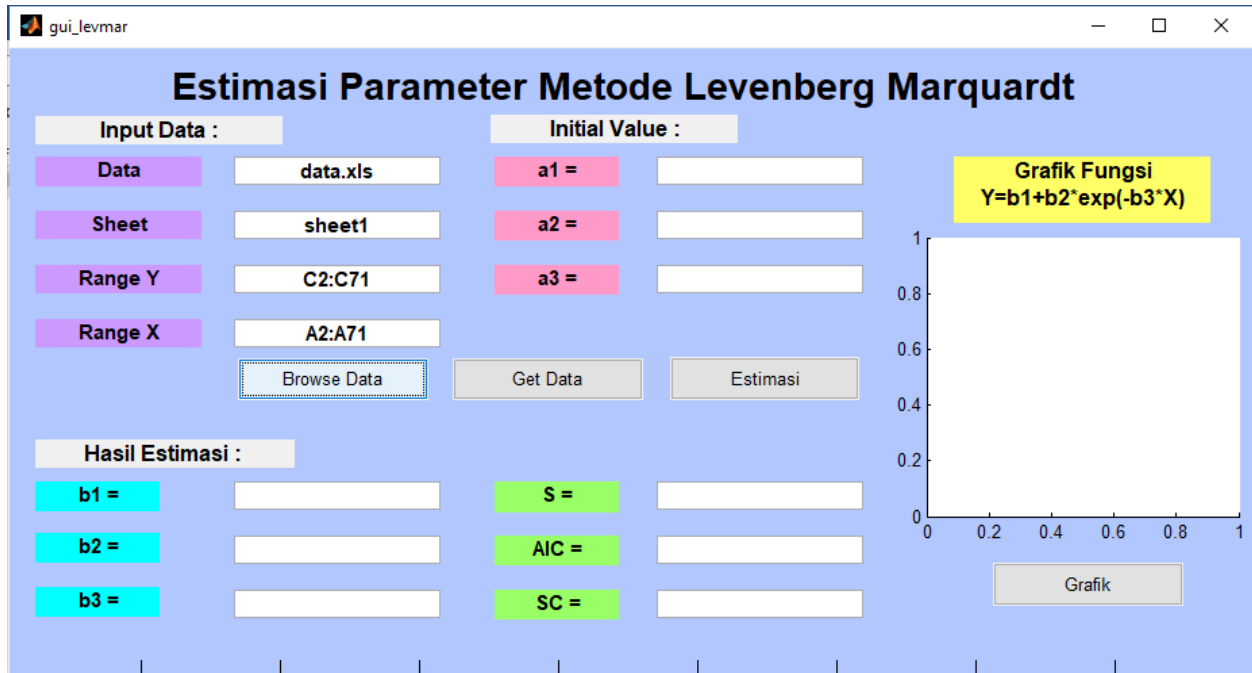 gui_levmar
Estimasi Parameter Metode Levenberg Marquardt
Input Data :
Initial Value :
Data
data.xls
a1 =
Sheet
sheet1
a2 =
Range Y
C2:C71
a3 =
Range X
A2:A71
Browse Data
Get Data
Estimasi
Grafik Fungsi
Y=b1+b2*exp(-b3*X)
1
0.8
0.6
0.4
0.2
0
0 0.2 0.4 0.6 0.8 1
Grafik
Hasil Estimasi :
b1 =
S =
b2 =
AIC =
b3 =
SC =